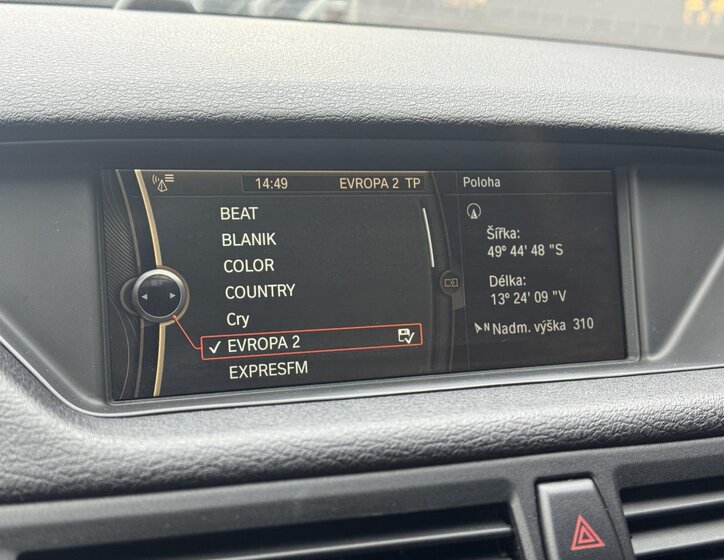 14:49
EVROPA 2 TP
BEAT
BLANIK
COLOR
COUNTRY
Cry
EVROPA 2
EXPRESFM
Poloha
Šířka:
49° 44' 48 "S
Délka:
13° 24' 09 "V
N Nadm. výška 310